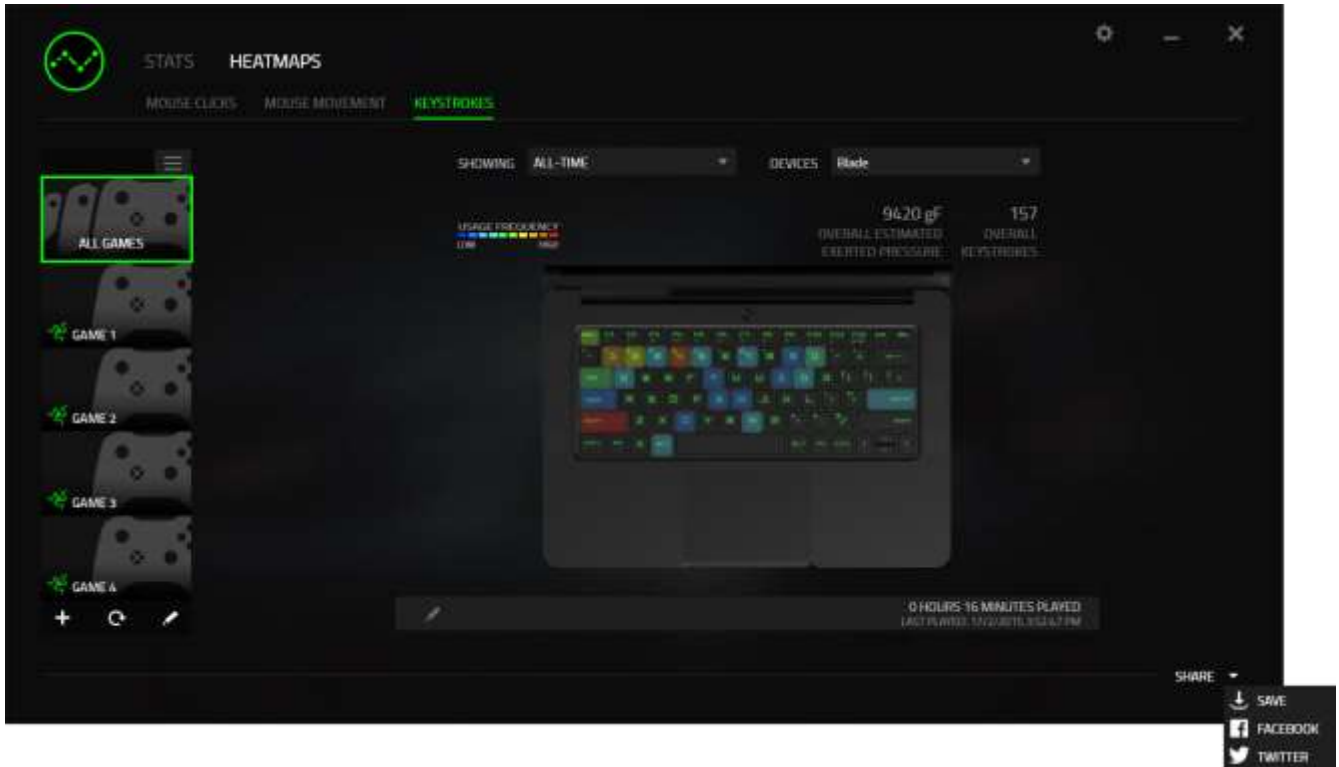 STATS HEATMAPS
MOUSE CLICKS MOUSE MOVEMENT KEYSTROKES
SHOWING ALL-TIME DEVICES Blade
9420 gF 157
USAGE FREQUENCY
LOW HIGH
OVERALL ESTIMATED OVERALL
EXERTED PRESSURE KEYSTROKES
ALL GAMES
GAME 1
GAME 2
GAME 3
GAME 4
0 HOURS 16 MINUTES PLAYED
LAST PLAYED:
SHARE
SAVE
FACEBOOK
TWITTER